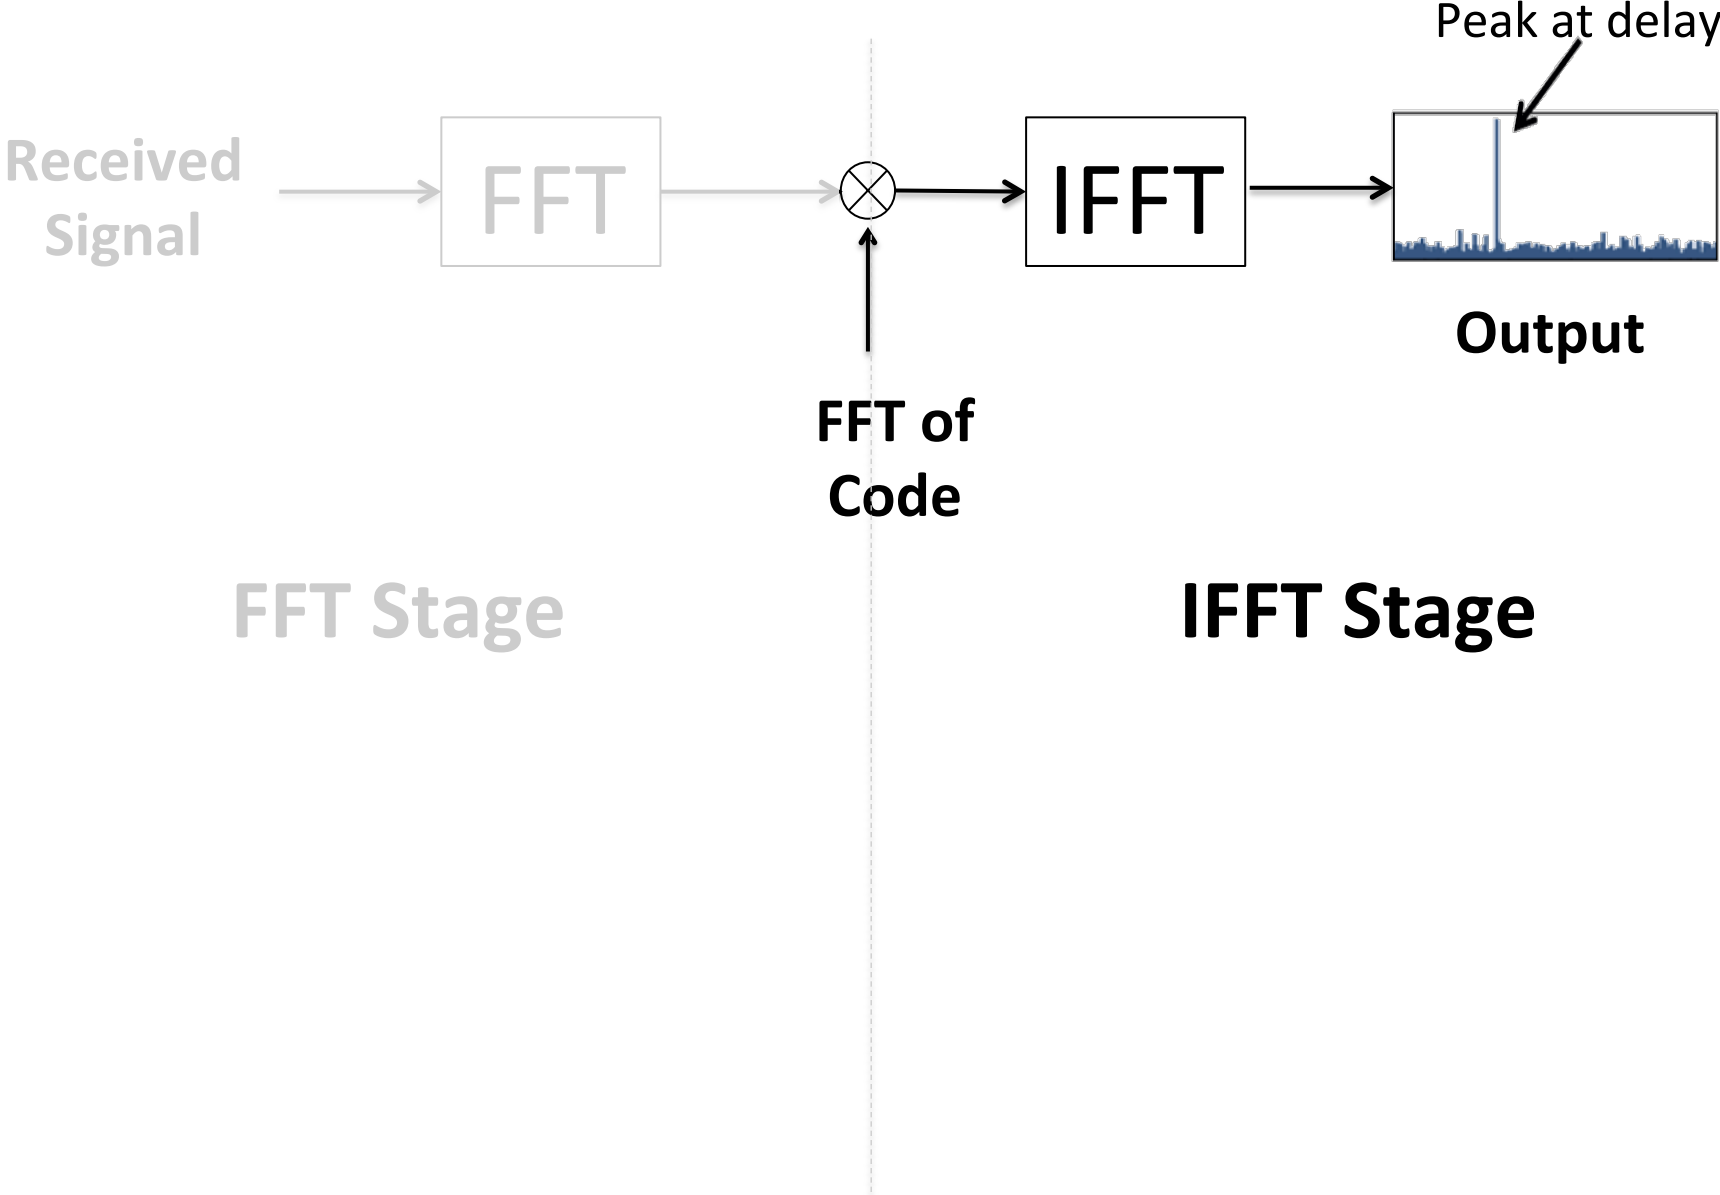 Peak at delay
Received
Signal
FFT
IFFT
Output
FFT of
Code
FFT Stage
IFFT Stage